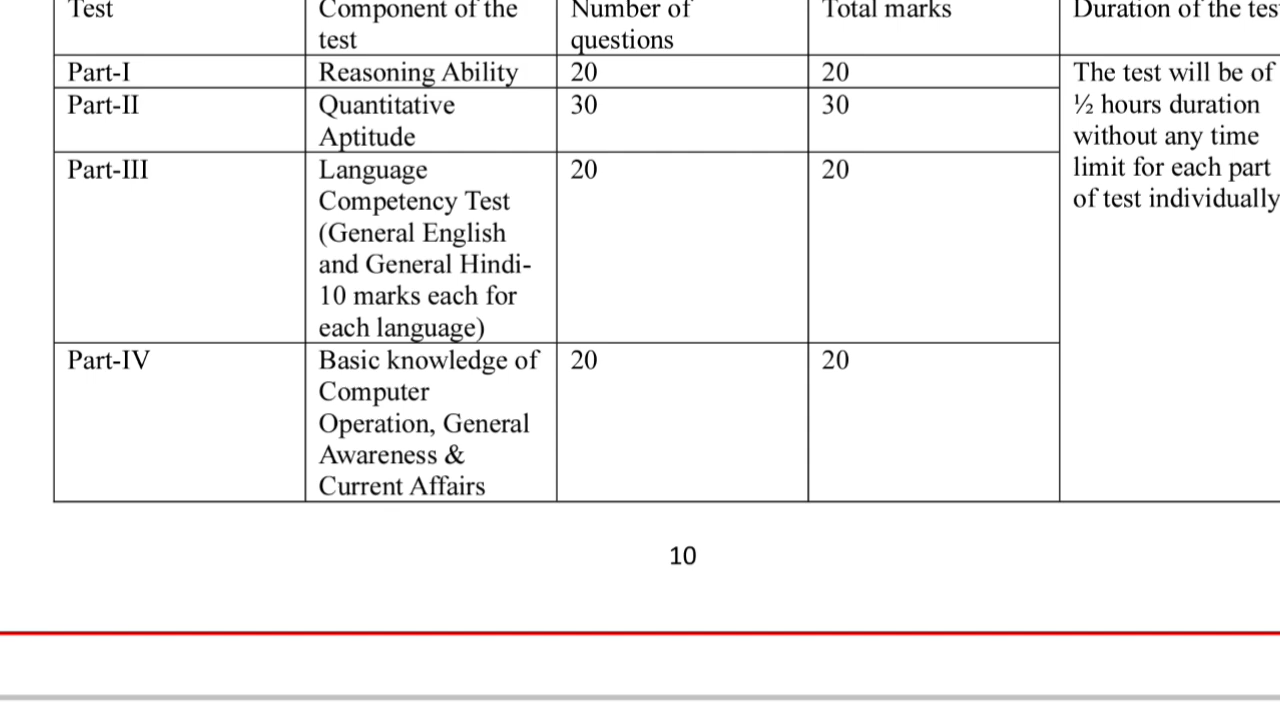 Test Component of the Number of Total marks Duration of the tes
test questions
Part-I Reasoning Ability 20 20 The test will be of
Part-II Quantitative 30 30 ½ hours duration
Aptitude without any time
Part-III Language 20 20 limit for each part
Competency Test of test individually
(General English
and General Hindi-
10 marks each for
each language)
Part-IV Basic knowledge of 20 20
Computer
Operation, General
Awareness &
Current Affairs
10